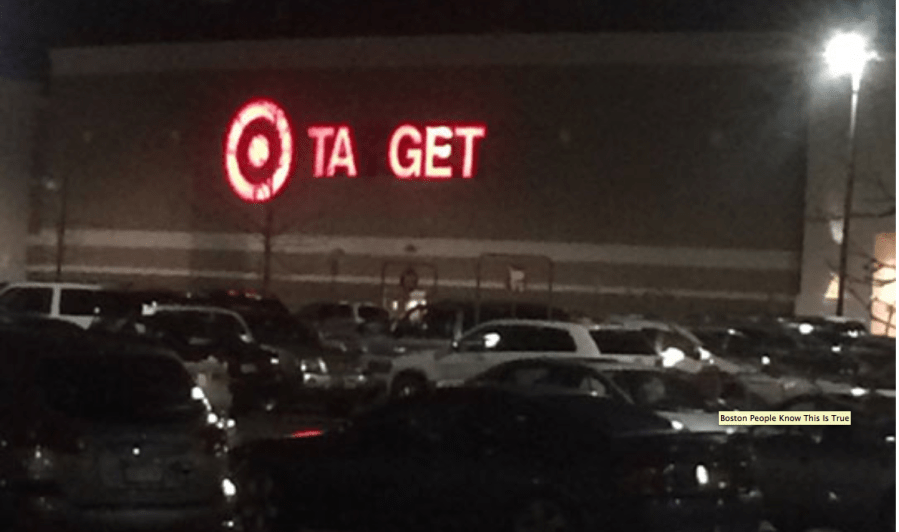 TA GET
Boston People Know This Is True